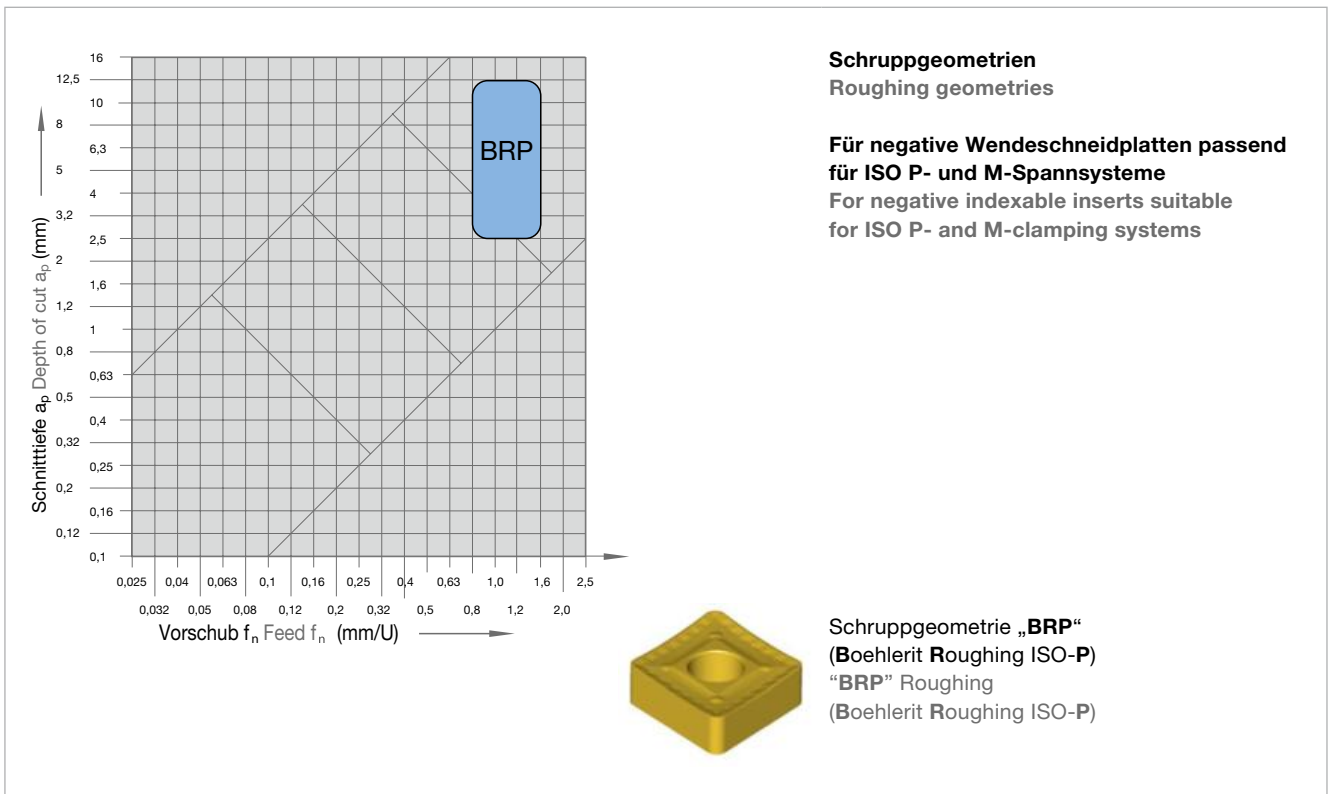 16
12,5
10
8
6,3
5
4
3,2
2,5
2
1,6
1,2
1
0,8
0,63
0,5
0,4
0,32
0,25
0,2
0,16
0,12
0,1
Schnitttiefe ap Depth of cut ap (mm)
BRP
0,025 0,04 0,063 0,1 0,16 0,25 0,4 0,63 1,0 1,6 2,5
0,032 0,05 0,08 0,12 0,2 0,32 0,5 0,8 1,2 2,0
Vorschub fn Feed fn (mm/U)
Schruppgeometrien
Roughing geometries
Für negative Wendeschneidplatten passend
für ISO P- und M-Spannsysteme
For negative indexable inserts suitable
for ISO P- and M-clamping systems
Schruppgeometrie „BRP“
(Boehlerit Roughing ISO-P)
“BRP” Roughing
(Boehlerit Roughing ISO-P)